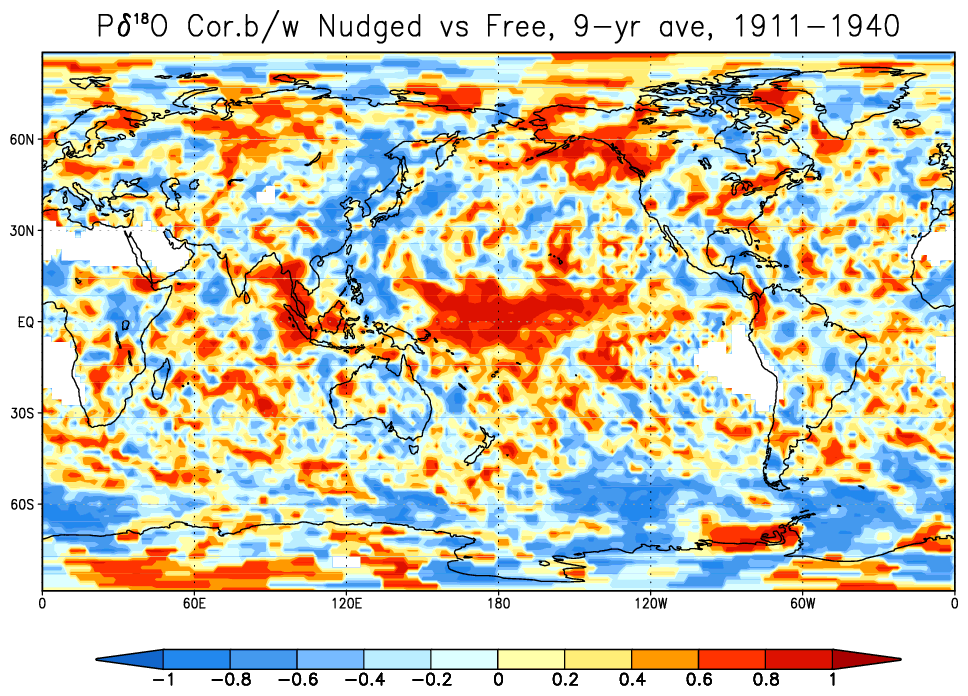 Pδ¹⁸O Cor.b/w Nudged vs Free, 9−yr ave, 1911−1940
60N
30N
EQ
30S
60S
0 60E 120E 180 120W 60W 0
−1 −0.8 −0.6 −0.4 −0.2 0 0.2 0.4 0.6 0.8 1